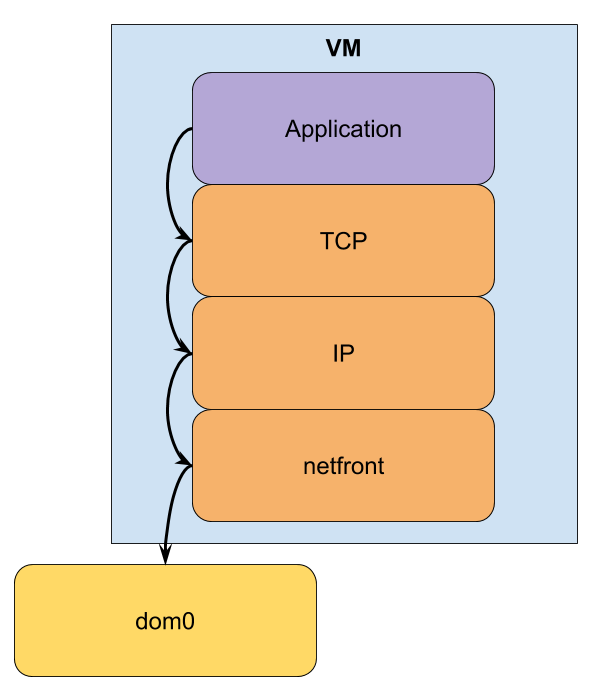 VM
Application
TCP
IP
netfront
dom0